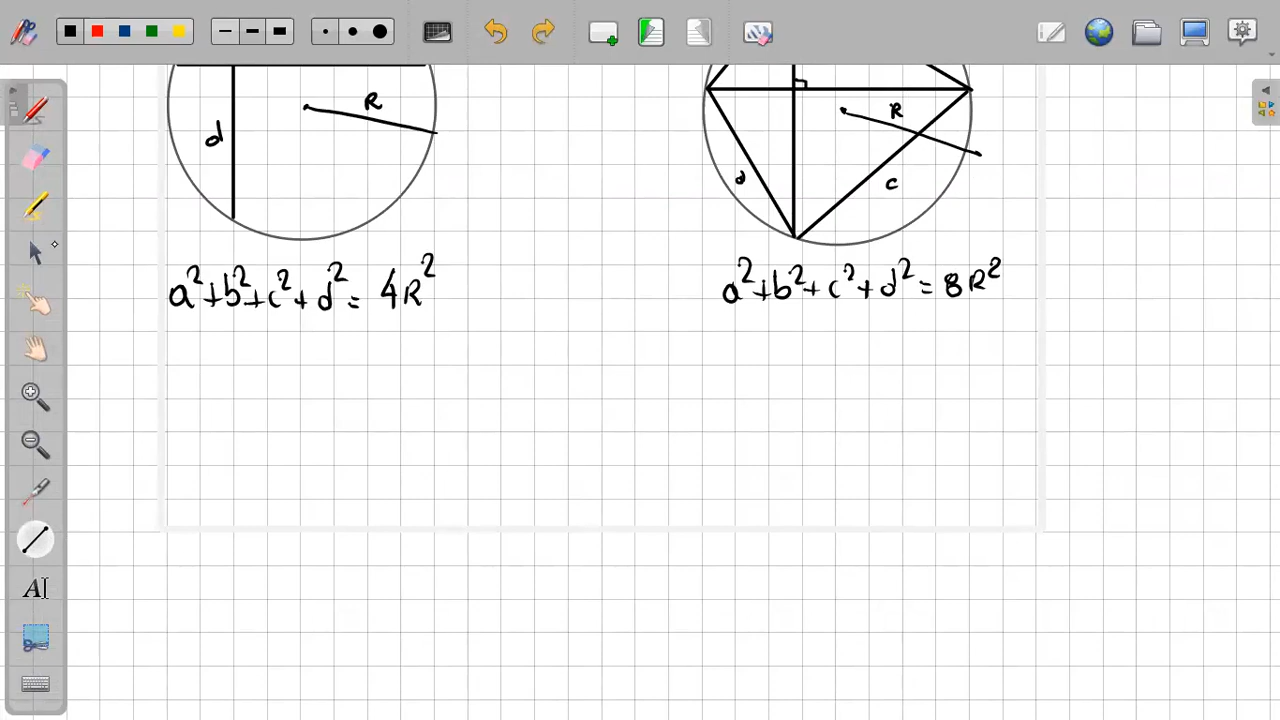 R
d
a²+b²+c²+d²= 4R²
R
d
c
a²+b²+c²+d²= 8R²
A